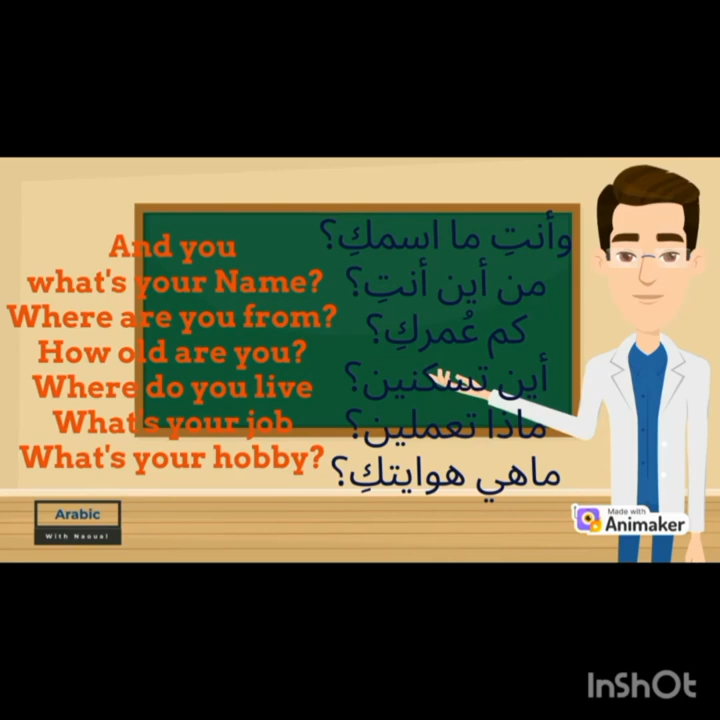 And you
what's your Name?
Where are you from?
How old are you?
Where do you live
What's your job
What's your hobby?
وأنتِ ما اسمكِ؟
من أين أنتِ؟
كم عُمركِ؟
أين تسكنين؟
ماذا تعملين؟
ماهي هوايتكِ؟
Arabic
With Naoual
Made with
Animaker
InShOt